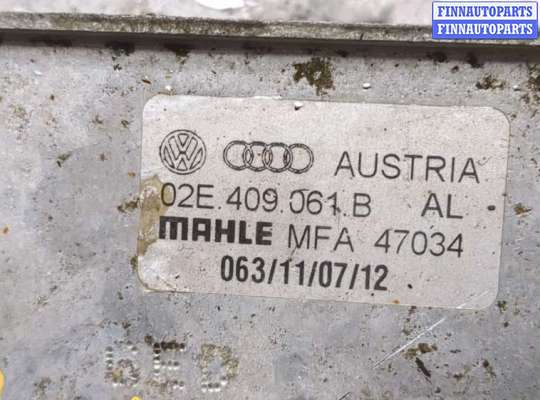 FINNAUTOPARTS
FINNAUTOPARTS
AUSTRIA
02E.409.061.B AL
MAHLE MFA 47034
063/11/07/12